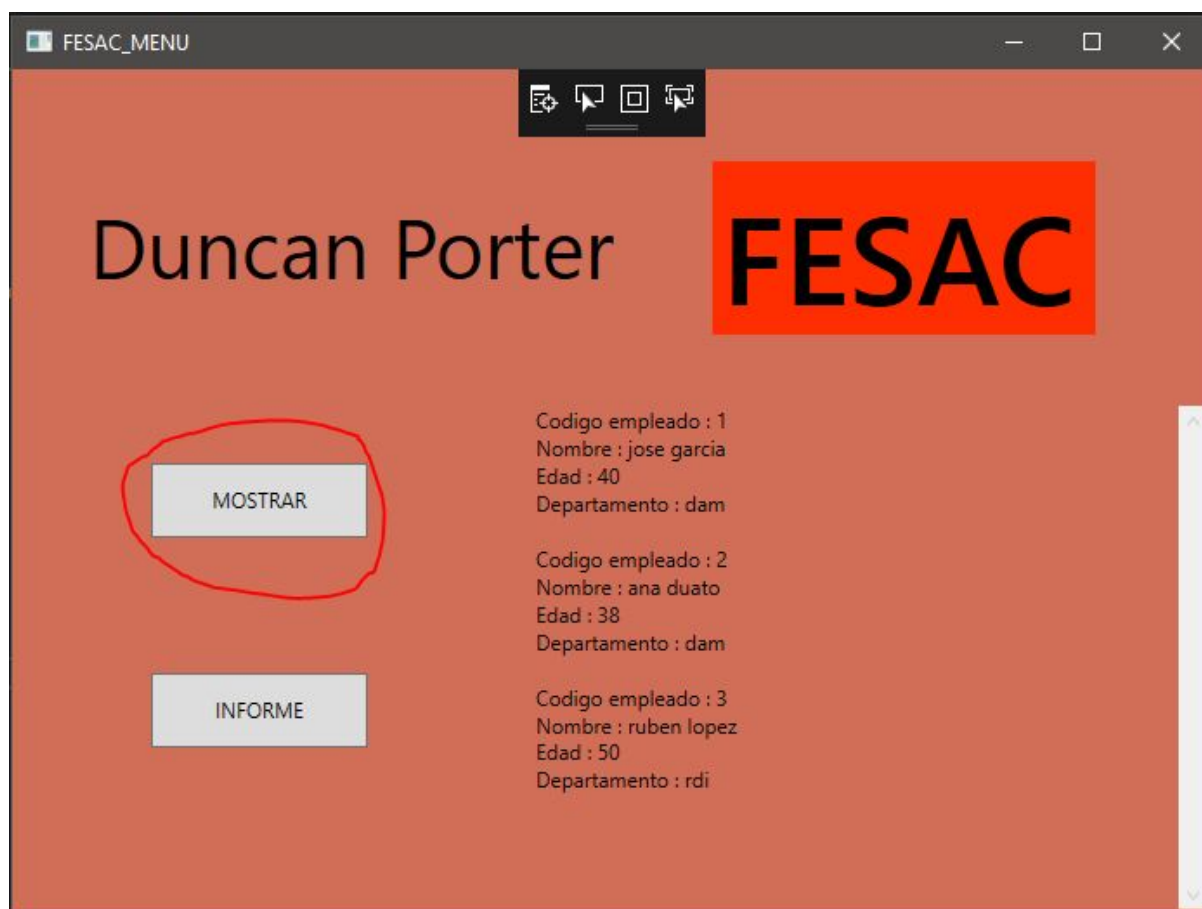 FESAC_MENU
Duncan Porter
FESAC
MOSTRAR
INFORME
Codigo empleado : 1
Nombre : jose garcia
Edad : 40
Departamento : dam
Codigo empleado : 2
Nombre : ana duato
Edad : 38
Departamento : dam
Codigo empleado : 3
Nombre : ruben lopez
Edad : 50
Departamento : rdi